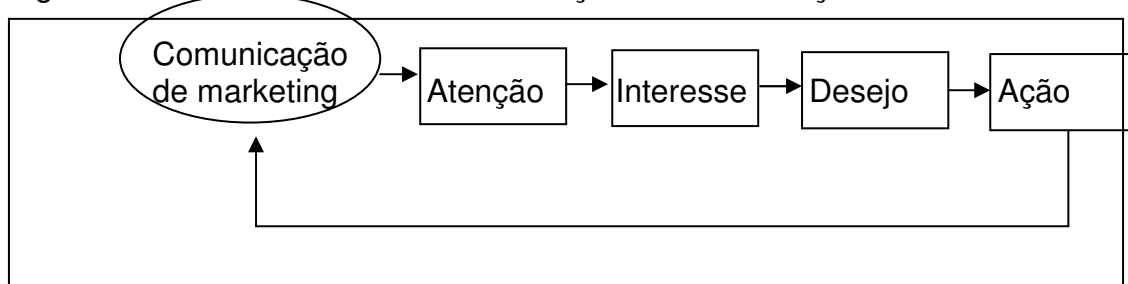 Comunicação
de marketing
Atenção
Interesse
Desejo
Ação